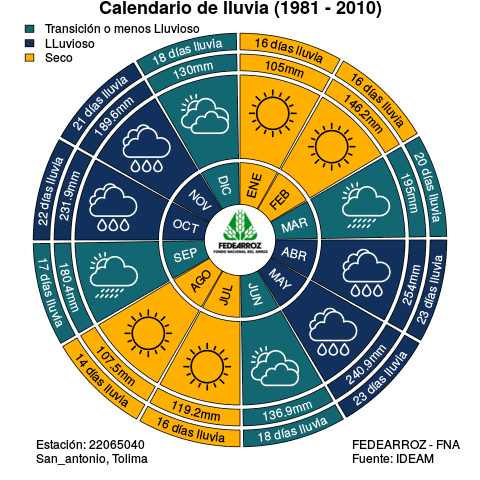 Calendario de lluvia (1981 - 2010)
Transición o menos Lluvioso
LLuvioso
Seco
16 días lluvia
105mm
ENE
16 días lluvia
146.2mm
FEB
20 días lluvia
195mm
MAR
23 días lluvia
254mm
ABR
23 días lluvia
240.9mm
MAY
18 días lluvia
136.9mm
JUN
16 días lluvia
119.2mm
JUL
14 días lluvia
107.5mm
AGO
17 días lluvia
180.4mm
SEP
22 días lluvia
231.9mm
OCT
21 días lluvia
189.6mm
NOV
18 días lluvia
130mm
DIC
FEDEARROZ
FONDO NACIONAL DEL ARROZ
Estación: 22065040
San_antonio, Tolima
FEDEARROZ - FNA
Fuente: IDEAM